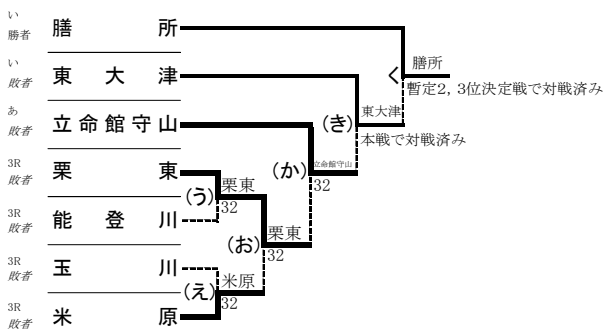 い
勝者 膳所
く 膳所
暫定2, 3位決定戦で対戦済み
い
敗者 東大津
(き) 東大津
本戦で対戦済み
あ
敗者 立命館守山
(か) 立命館守山
32
3R
敗者 栗東
(う) 栗東
32
3R
敗者 能登川
(お) 栗東
32
3R
敗者 玉川
(え) 米原
32
3R
敗者 米原